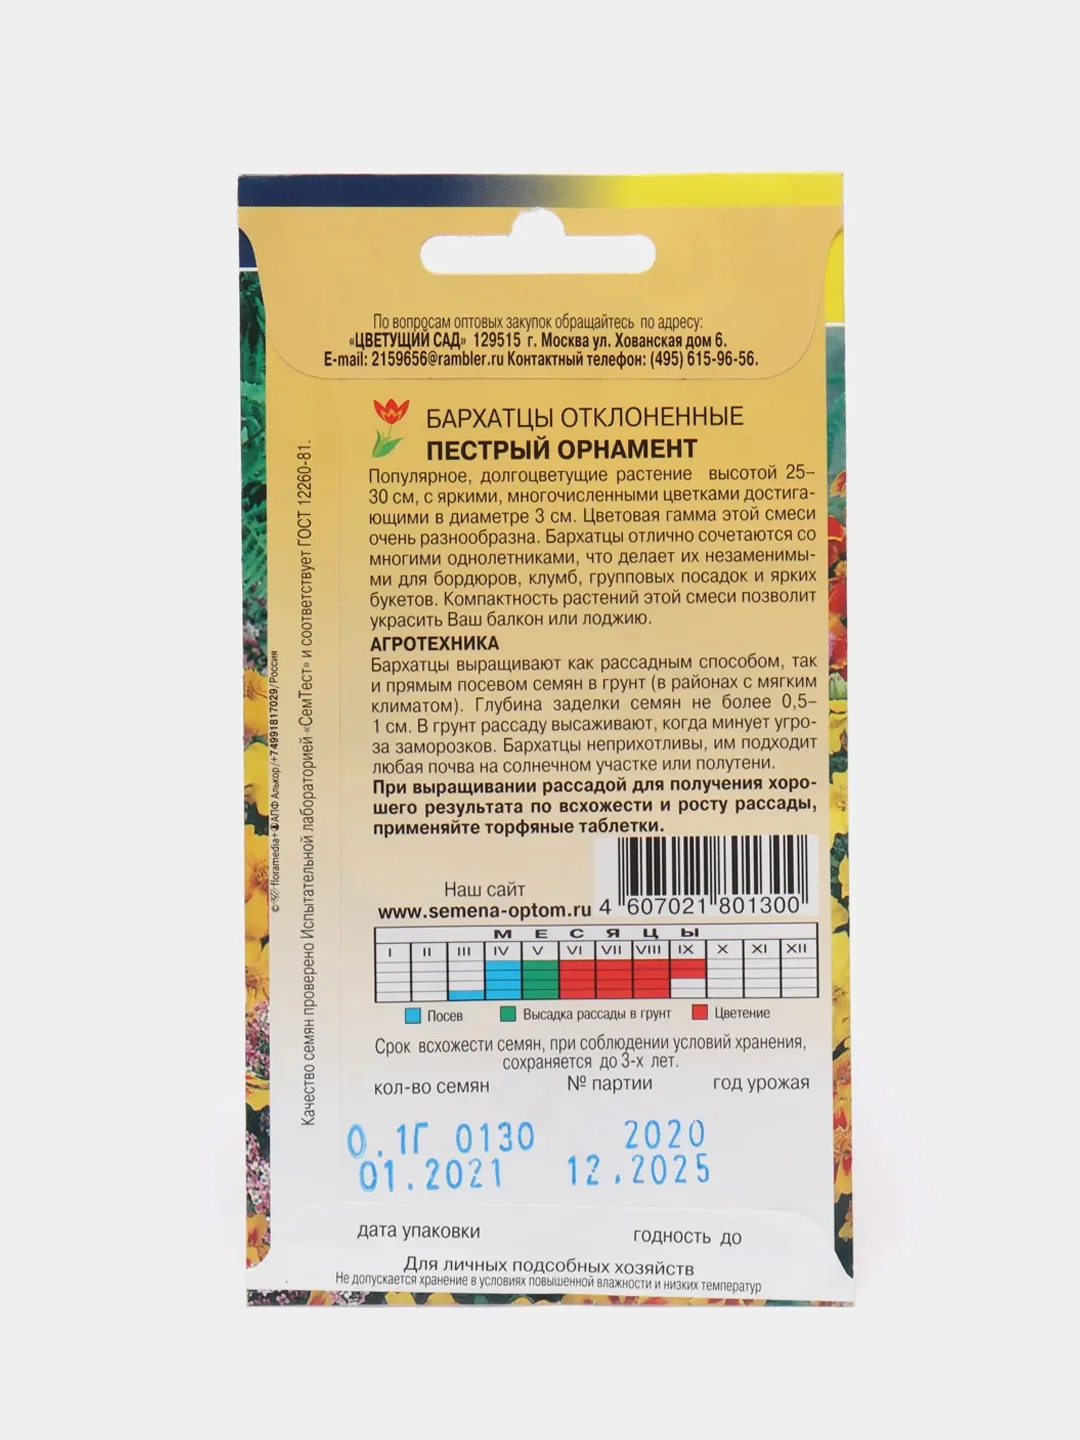 По вопросам оптовых закупок обращайтесь по адресу:
«ЦВЕТУЩИЙ САД» 129515 г. Москва ул. Хованская дом 6.
E-mail: 2159656@rambler.ru Контактный телефон: (495) 615-96-56.
БАРХАТЦЫ ОТКЛОНЕННЫЕ
ПЕСТРЫЙ ОРНАМЕНТ
Популярное, долгоцветущие растение высотой 25–
30 см, с яркими, многочисленными цветками достига-
ющими в диаметре 3 см. Цветовая гамма этой смеси
очень разнообразна. Бархатцы отлично сочетаются со
многими однолетниками, что делает их незаменимы-
ми для бордюров, клумб, групповых посадок и ярких
букетов. Компактность растений этой смеси позволит
украсить Ваш балкон или лоджию.
АГРОТЕХНИКА
Бархатцы выращивают как рассадным способом, так
и прямым посевом семян в грунт (в районах с мягким
климатом). Глубина заделки семян не более 0,5–
1 см. В грунт рассаду высаживают, когда минует угро-
за заморозков. Бархатцы неприхотливы, им подходит
любая почва на солнечном участке или полутени.
При выращивании рассадой для получения хоро-
шего результата по всхожести и росту рассады,
применяйте торфяные таблетки.
Наш сайт
www.semena-optom.ru
4 607021 801300
МЕСЯЦЫ
I II III IV V VI VII VIII IX X XI XII
Посев Высадка рассады в грунт Цветение
Срок всхожести семян, при соблюдении условий хранения,
сохраняется до 3-х лет.
кол-во семян № партии год урожая
0.1Г 0130 2020
01.2021 12.2025
дата упаковки годность до
Для личных подсобных хозяйств
Не допускается хранение в условиях повышенной влажности и низких температур
Качество семян проверено Испытательной лабораторией «СемТест» и соответствует ГОСТ 12260-81.
© floramedia+ АПФ Алькор/+74991817029/Россия